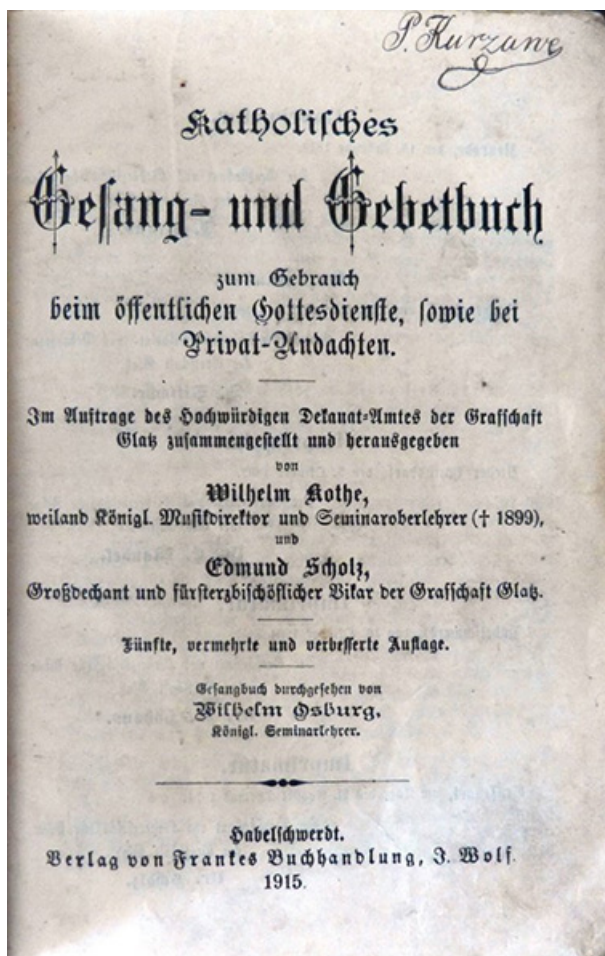 P. Kurzawe
Katholisches
Gesang- und Gebetbuch
zum Gebrauch
beim öffentlichen Gottesdienste, sowie bei
Privat-Andachten.
Im Auftrage des Hochwürdigen Dekanat-Amtes der Grafschaft
Glatz zusammengestellt und herausgegeben
von
Wilhelm Kothe,
weiland Königl. Musikdirektor und Seminaroberlehrer († 1899),
und
Edmund Scholz,
Großdechant und fürsterzbischöflicher Vikar der Grafschaft Glatz.
Fünfte, vermehrte und verbesserte Auflage.
Gesangbuch durchgesehen von
Wilhelm Osburg,
Königl. Seminarlehrer.
Habelschwerdt.
Verlag von Frankes Buchhandlung, J. Wolf.
1915.